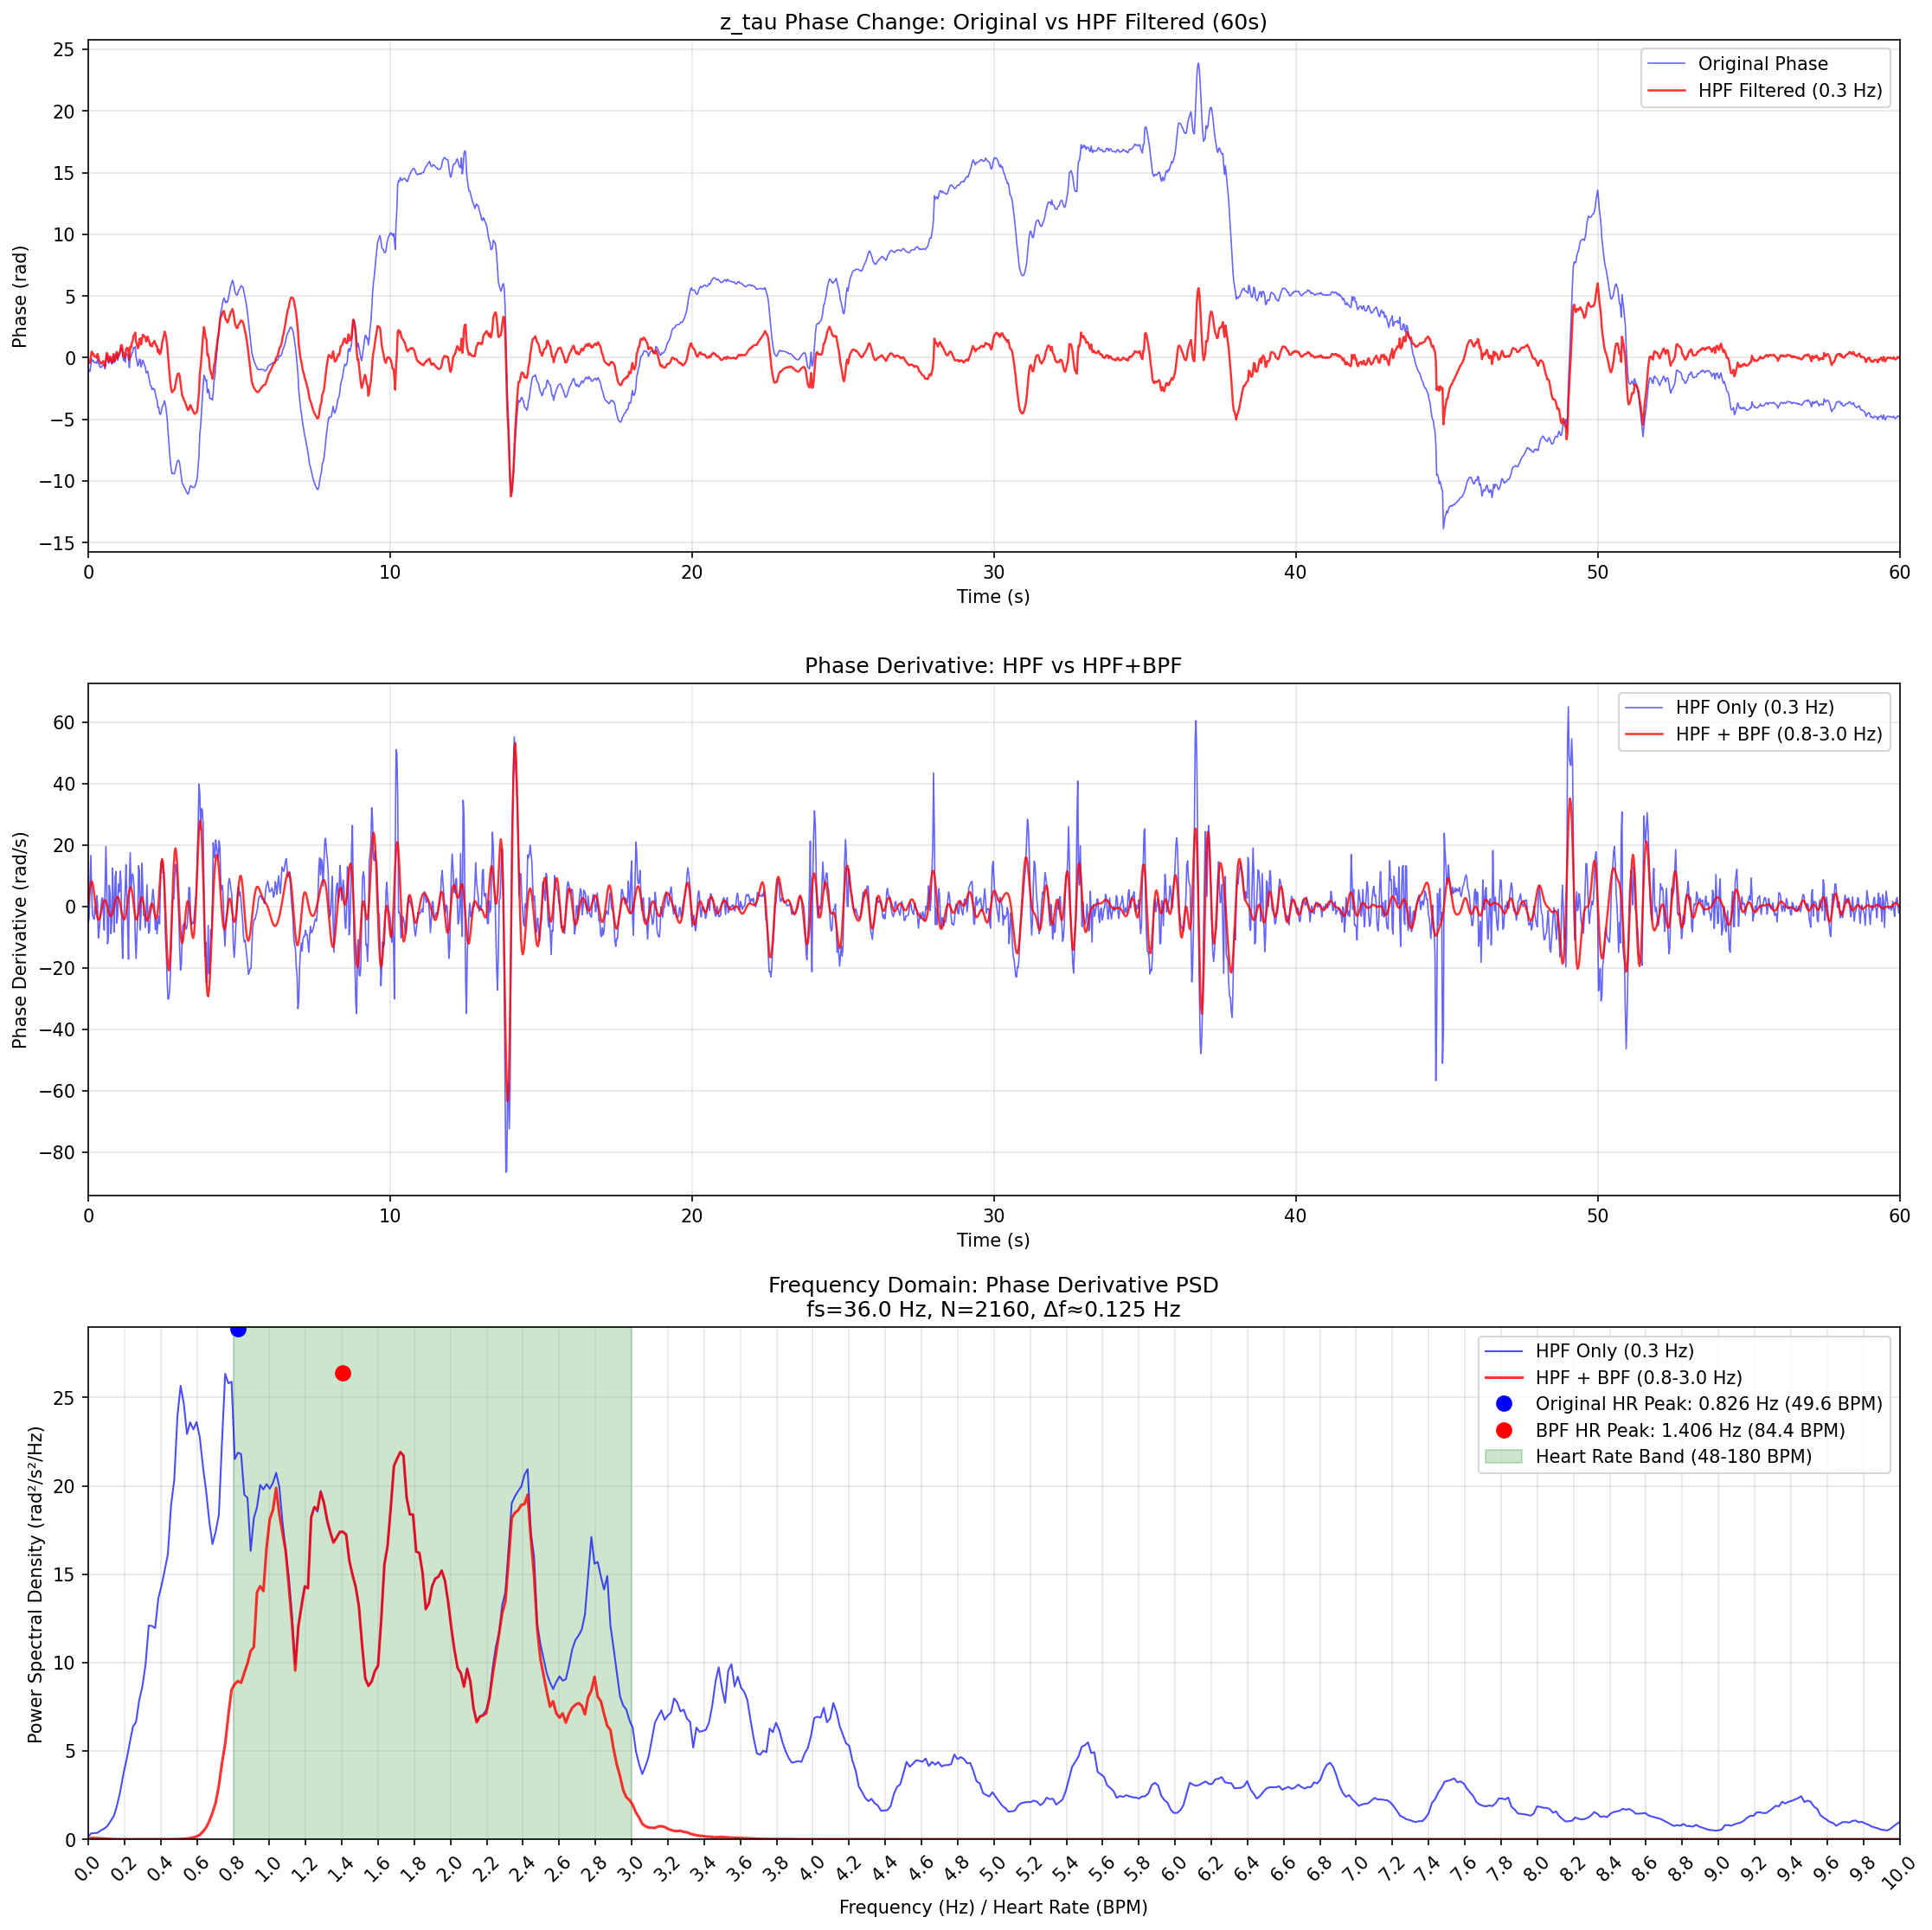 z_tau Phase Change: Original vs HPF Filtered (60s)
25
20
15
10
5
0
−5
−10
−15
Phase (rad)
Original Phase
HPF Filtered (0.3 Hz)
0 10 20 30 40 50 60
Time (s)
Phase Derivative: HPF vs HPF+BPF
60
40
20
0
−20
−40
−60
−80
Phase Derivative (rad/s)
HPF Only (0.3 Hz)
HPF + BPF (0.8-3.0 Hz)
0 10 20 30 40 50 60
Time (s)
Frequency Domain: Phase Derivative PSD
fs=36.0 Hz, N=2160, Δf≈0.125 Hz
25
20
15
10
5
0
Power Spectral Density (rad²/s²/Hz)
HPF Only (0.3 Hz)
HPF + BPF (0.8-3.0 Hz)
Original HR Peak: 0.826 Hz (49.6 BPM)
BPF HR Peak: 1.406 Hz (84.4 BPM)
Heart Rate Band (48-180 BPM)
0.0 0.2 0.4 0.6 0.8 1.0 1.2 1.4 1.6 1.8 2.0 2.2 2.4 2.6 2.8 3.0 3.2 3.4 3.6 3.8 4.0 4.2 4.4 4.6 4.8 5.0 5.2 5.4 5.6 5.8 6.0 6.2 6.4 6.6 6.8 7.0 7.2 7.4 7.6 7.8 8.0 8.2 8.4 8.6 8.8 9.0 9.2 9.4 9.6 9.8 10.0
Frequency (Hz) / Heart Rate (BPM)